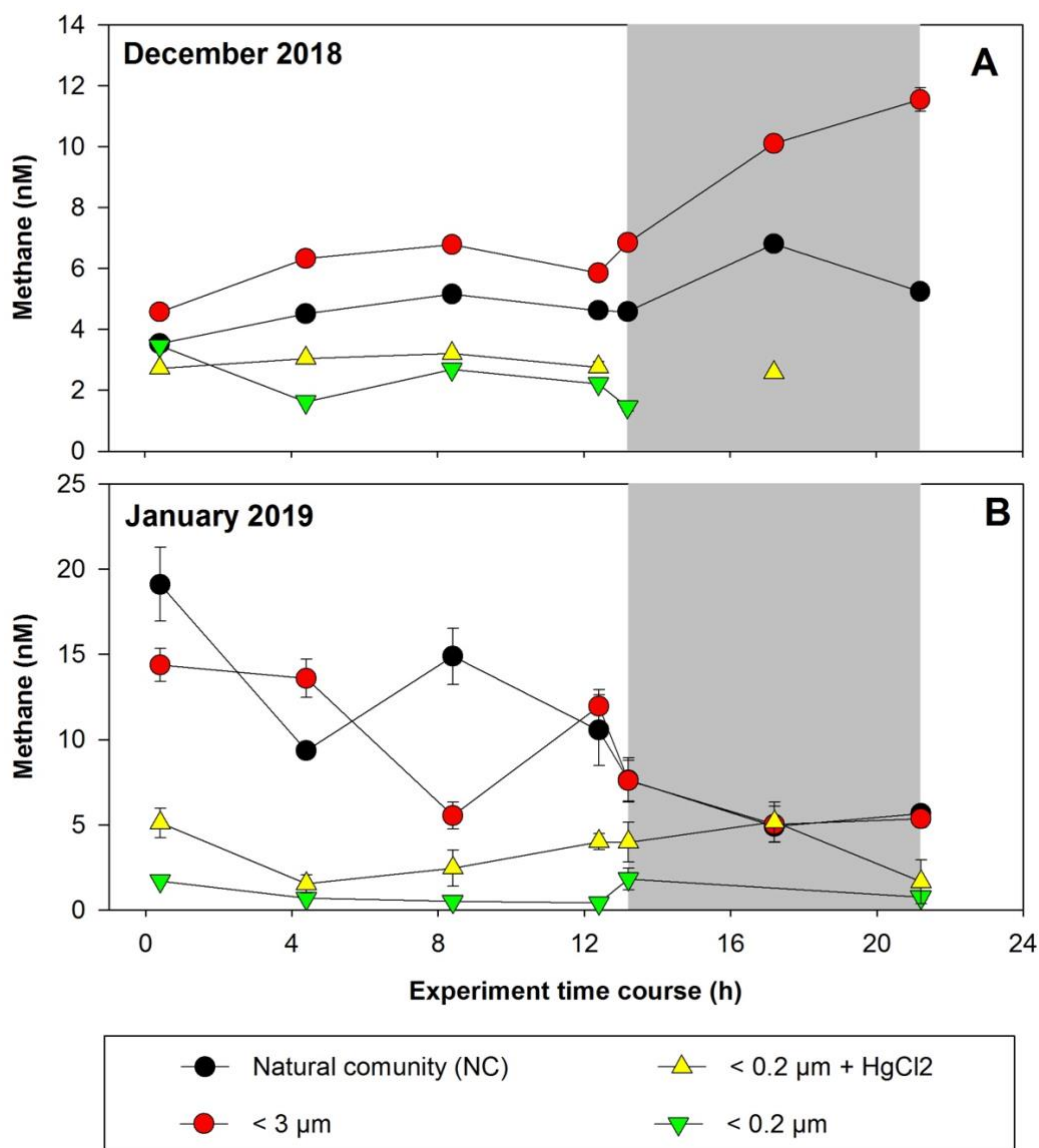 14
12
10
8
6
4
2
0
Methane (nM)
December 2018
A
25
20
15
10
5
0
Methane (nM)
January 2019
B
0 4 8 12 16 20 24
Experiment time course (h)
Natural comunity (NC)
< 0.2 µm + HgCl2
< 3 µm
< 0.2 µm